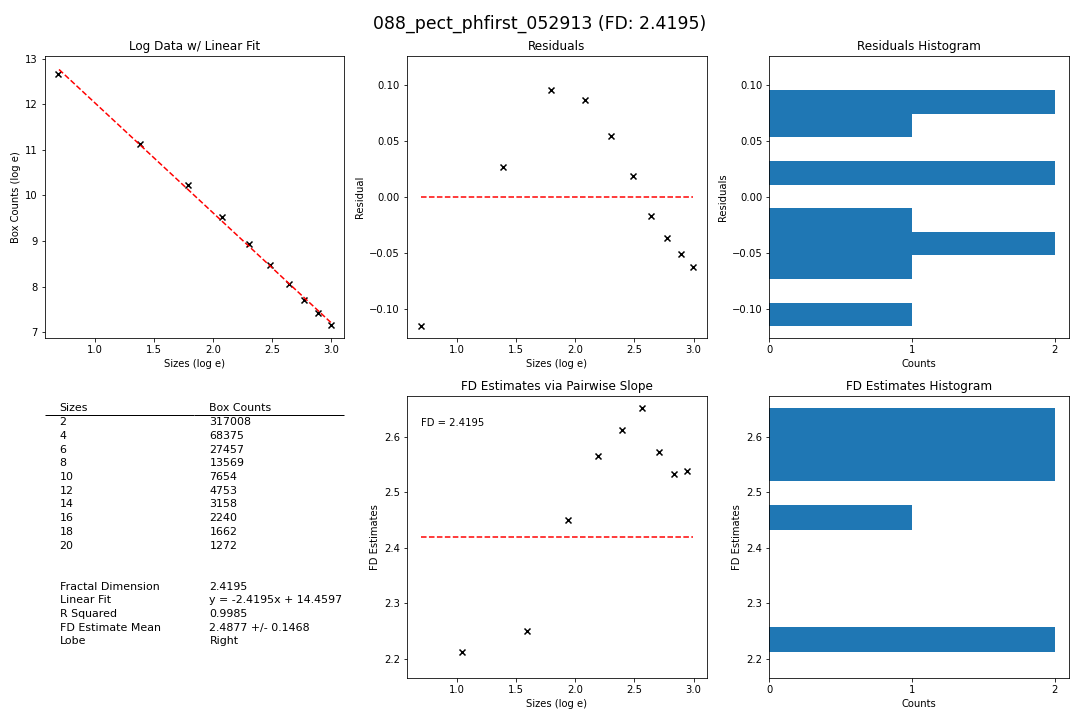 088_pect_phfirst_052913 (FD: 2.4195)
Log Data w/ Linear Fit
13
12
11
10
9
8
7
Box Counts (log e)
1.0 1.5 2.0 2.5 3.0
Sizes (log e)
Residuals
0.10
0.05
0.00
−0.05
−0.10
Residual
1.0 1.5 2.0 2.5 3.0
Sizes (log e)
Residuals Histogram
0.10
0.05
0.00
−0.05
−0.10
Residuals
0 1 2
Counts
Sizes Box Counts
2 317008
4 68375
6 27457
8 13569
10 7654
12 4753
14 3158
16 2240
18 1662
20 1272
Fractal Dimension 2.4195
Linear Fit y = -2.4195x + 14.4597
R Squared 0.9985
FD Estimate Mean 2.4877 +/- 0.1468
Lobe Right
FD Estimates via Pairwise Slope
FD = 2.4195
2.6
2.5
2.4
2.3
2.2
FD Estimates
1.0 1.5 2.0 2.5 3.0
Sizes (log e)
FD Estimates Histogram
2.6
2.5
2.4
2.3
2.2
FD Estimates
0 1 2
Counts